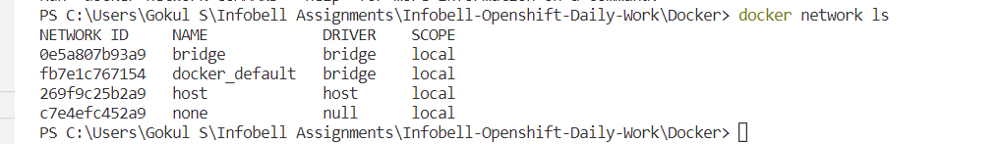 PS C:\Users\Gokul S\Infobell Assignments\Infobell-Openshift-Daily-Work\Docker> docker network ls
NETWORK ID     NAME             DRIVER    SCOPE
0e5a807b93a9   bridge           bridge    local
fb7e1c767154   docker_default   bridge    local
269f9c25b2a9   host             host      local
c7e4efc452a9   none             null      local
PS C:\Users\Gokul S\Infobell Assignments\Infobell-Openshift-Daily-Work\Docker>